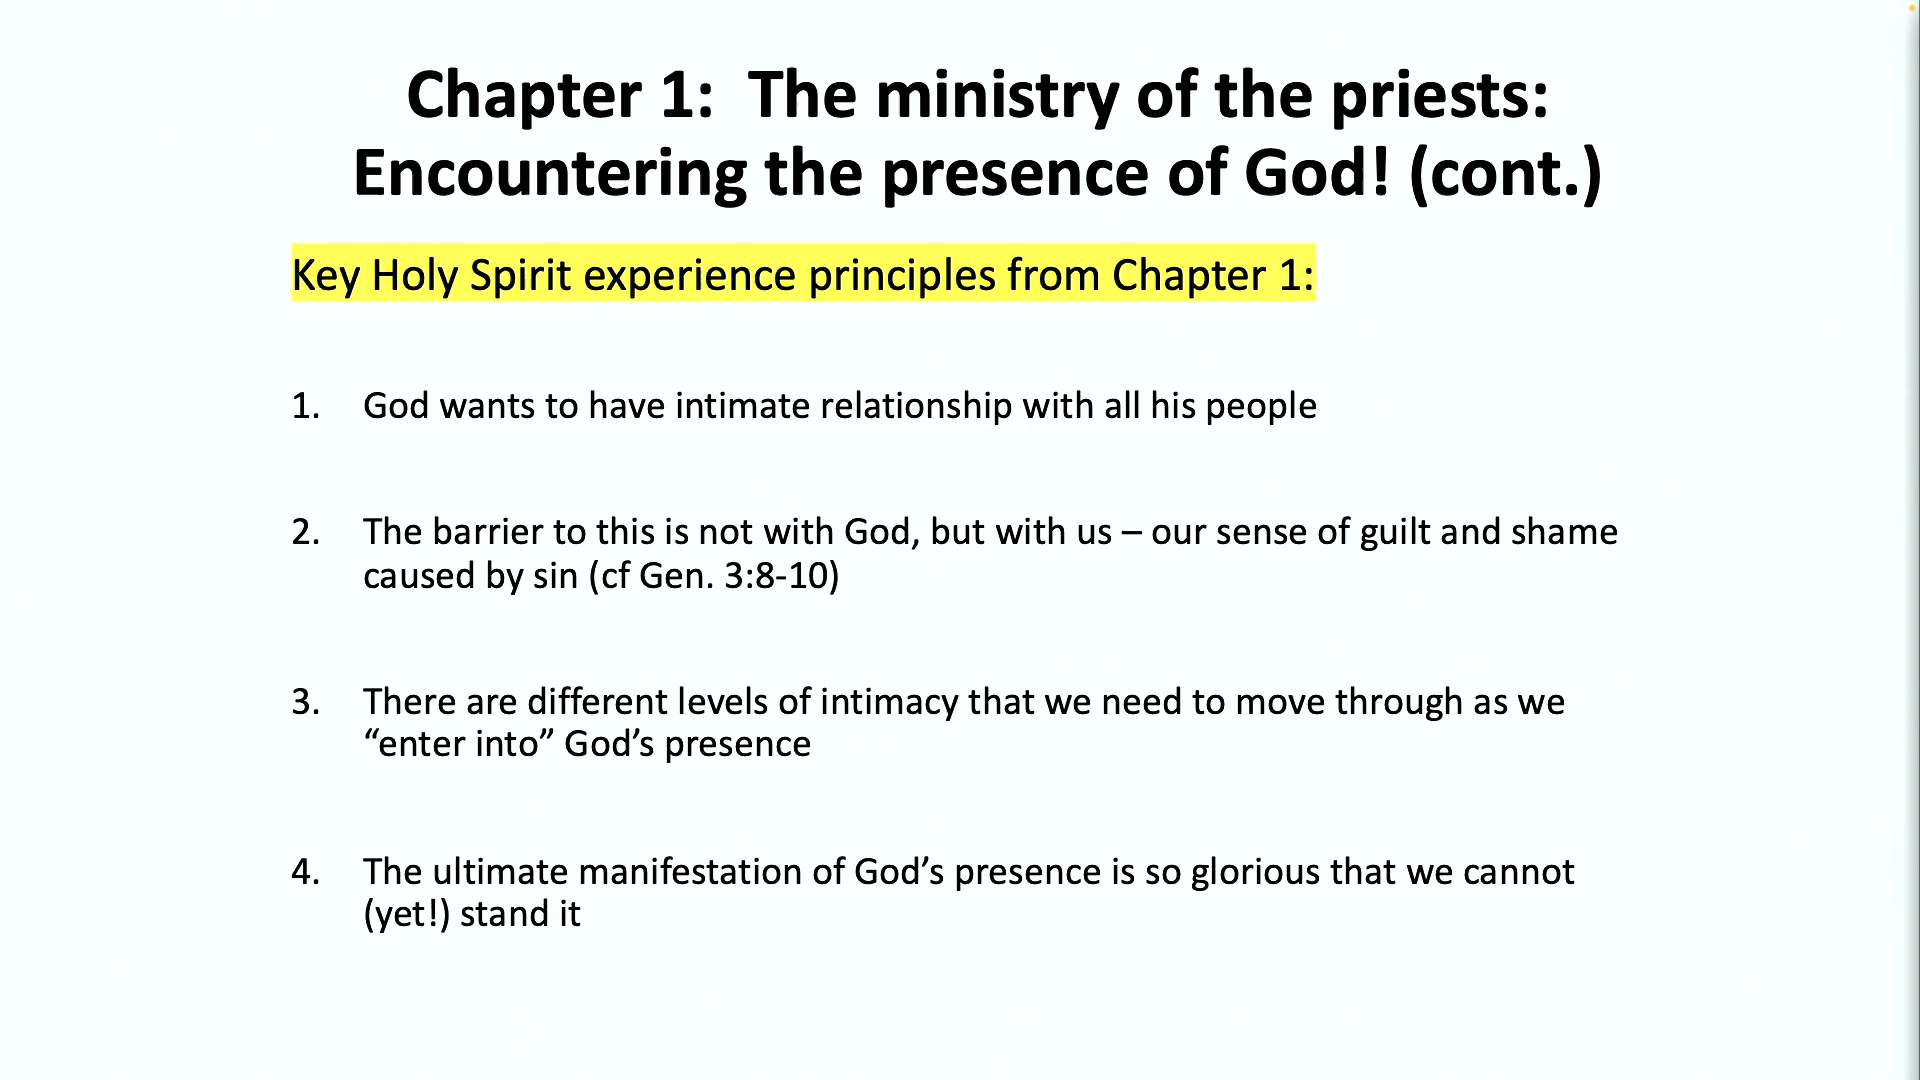 Chapter 1:  The ministry of the priests:
Encountering the presence of God! (cont.)
Key Holy Spirit experience principles from Chapter 1:
1. God wants to have intimate relationship with all his people
2. The barrier to this is not with God, but with us – our sense of guilt and shame
caused by sin (cf Gen. 3:8-10)
3. There are different levels of intimacy that we need to move through as we
“enter into” God’s presence
4. The ultimate manifestation of God’s presence is so glorious that we cannot
(yet!) stand it